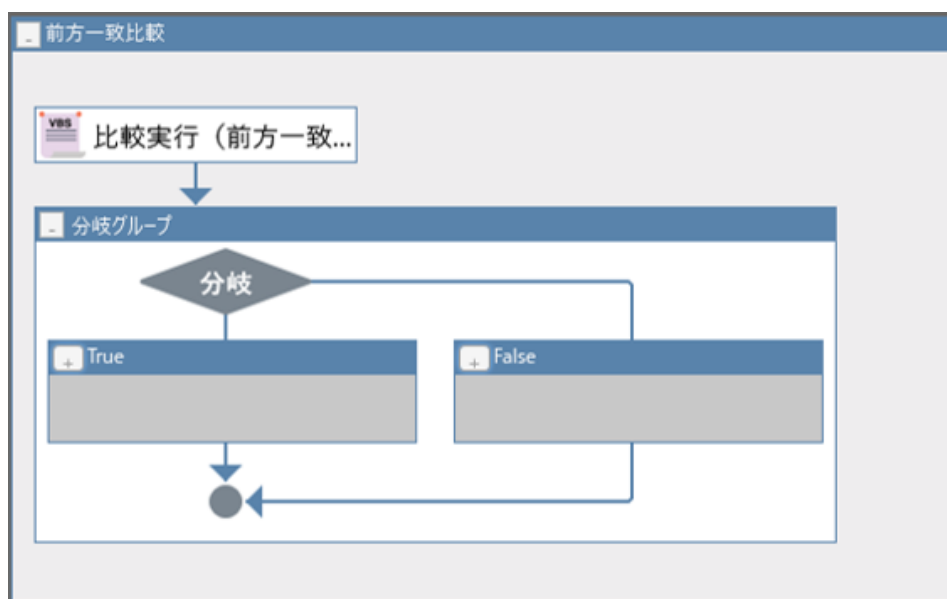 前方一致比較
VBS
比較実行（前方一致...
分岐グループ
分岐
True
False